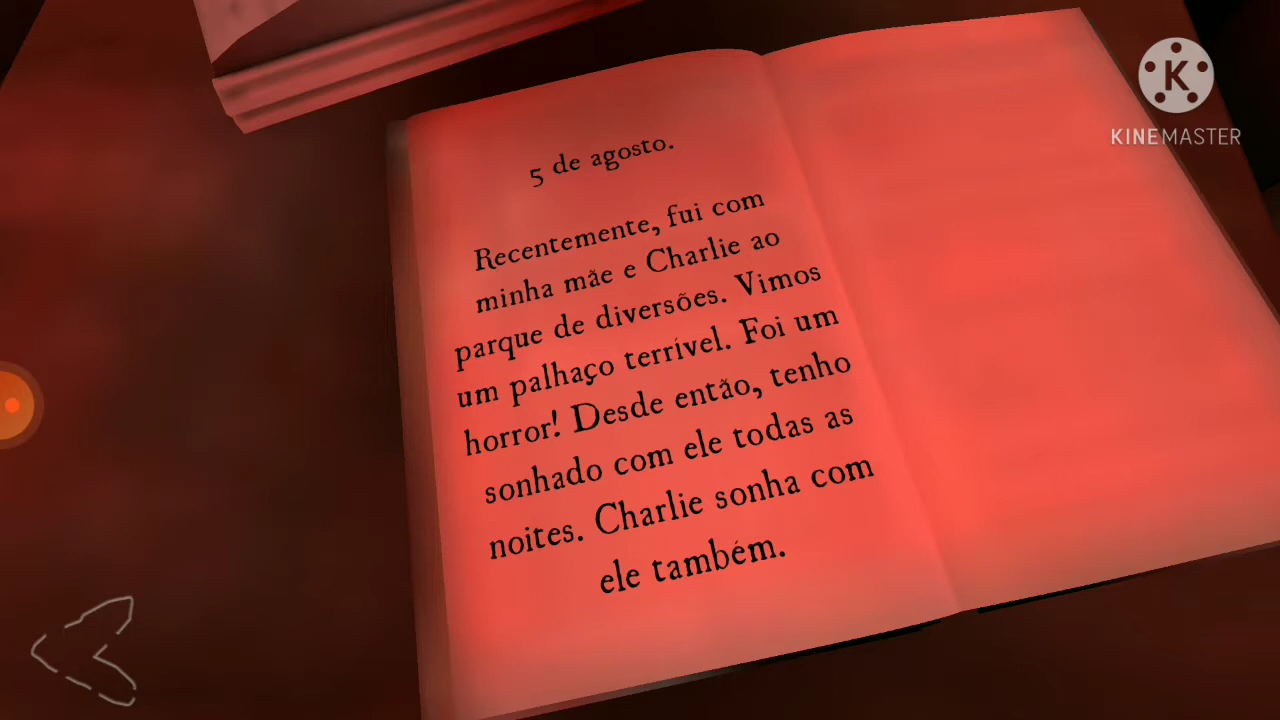 5 de agosto.
Recentemente, fui com
minha mãe e Charlie ao
parque de diversões. Vimos
um palhaço terrível. Foi um
horror! Desde então, tenho
sonhado com ele todas as
noites. Charlie sonha com
ele também.
K
KINEMASTER